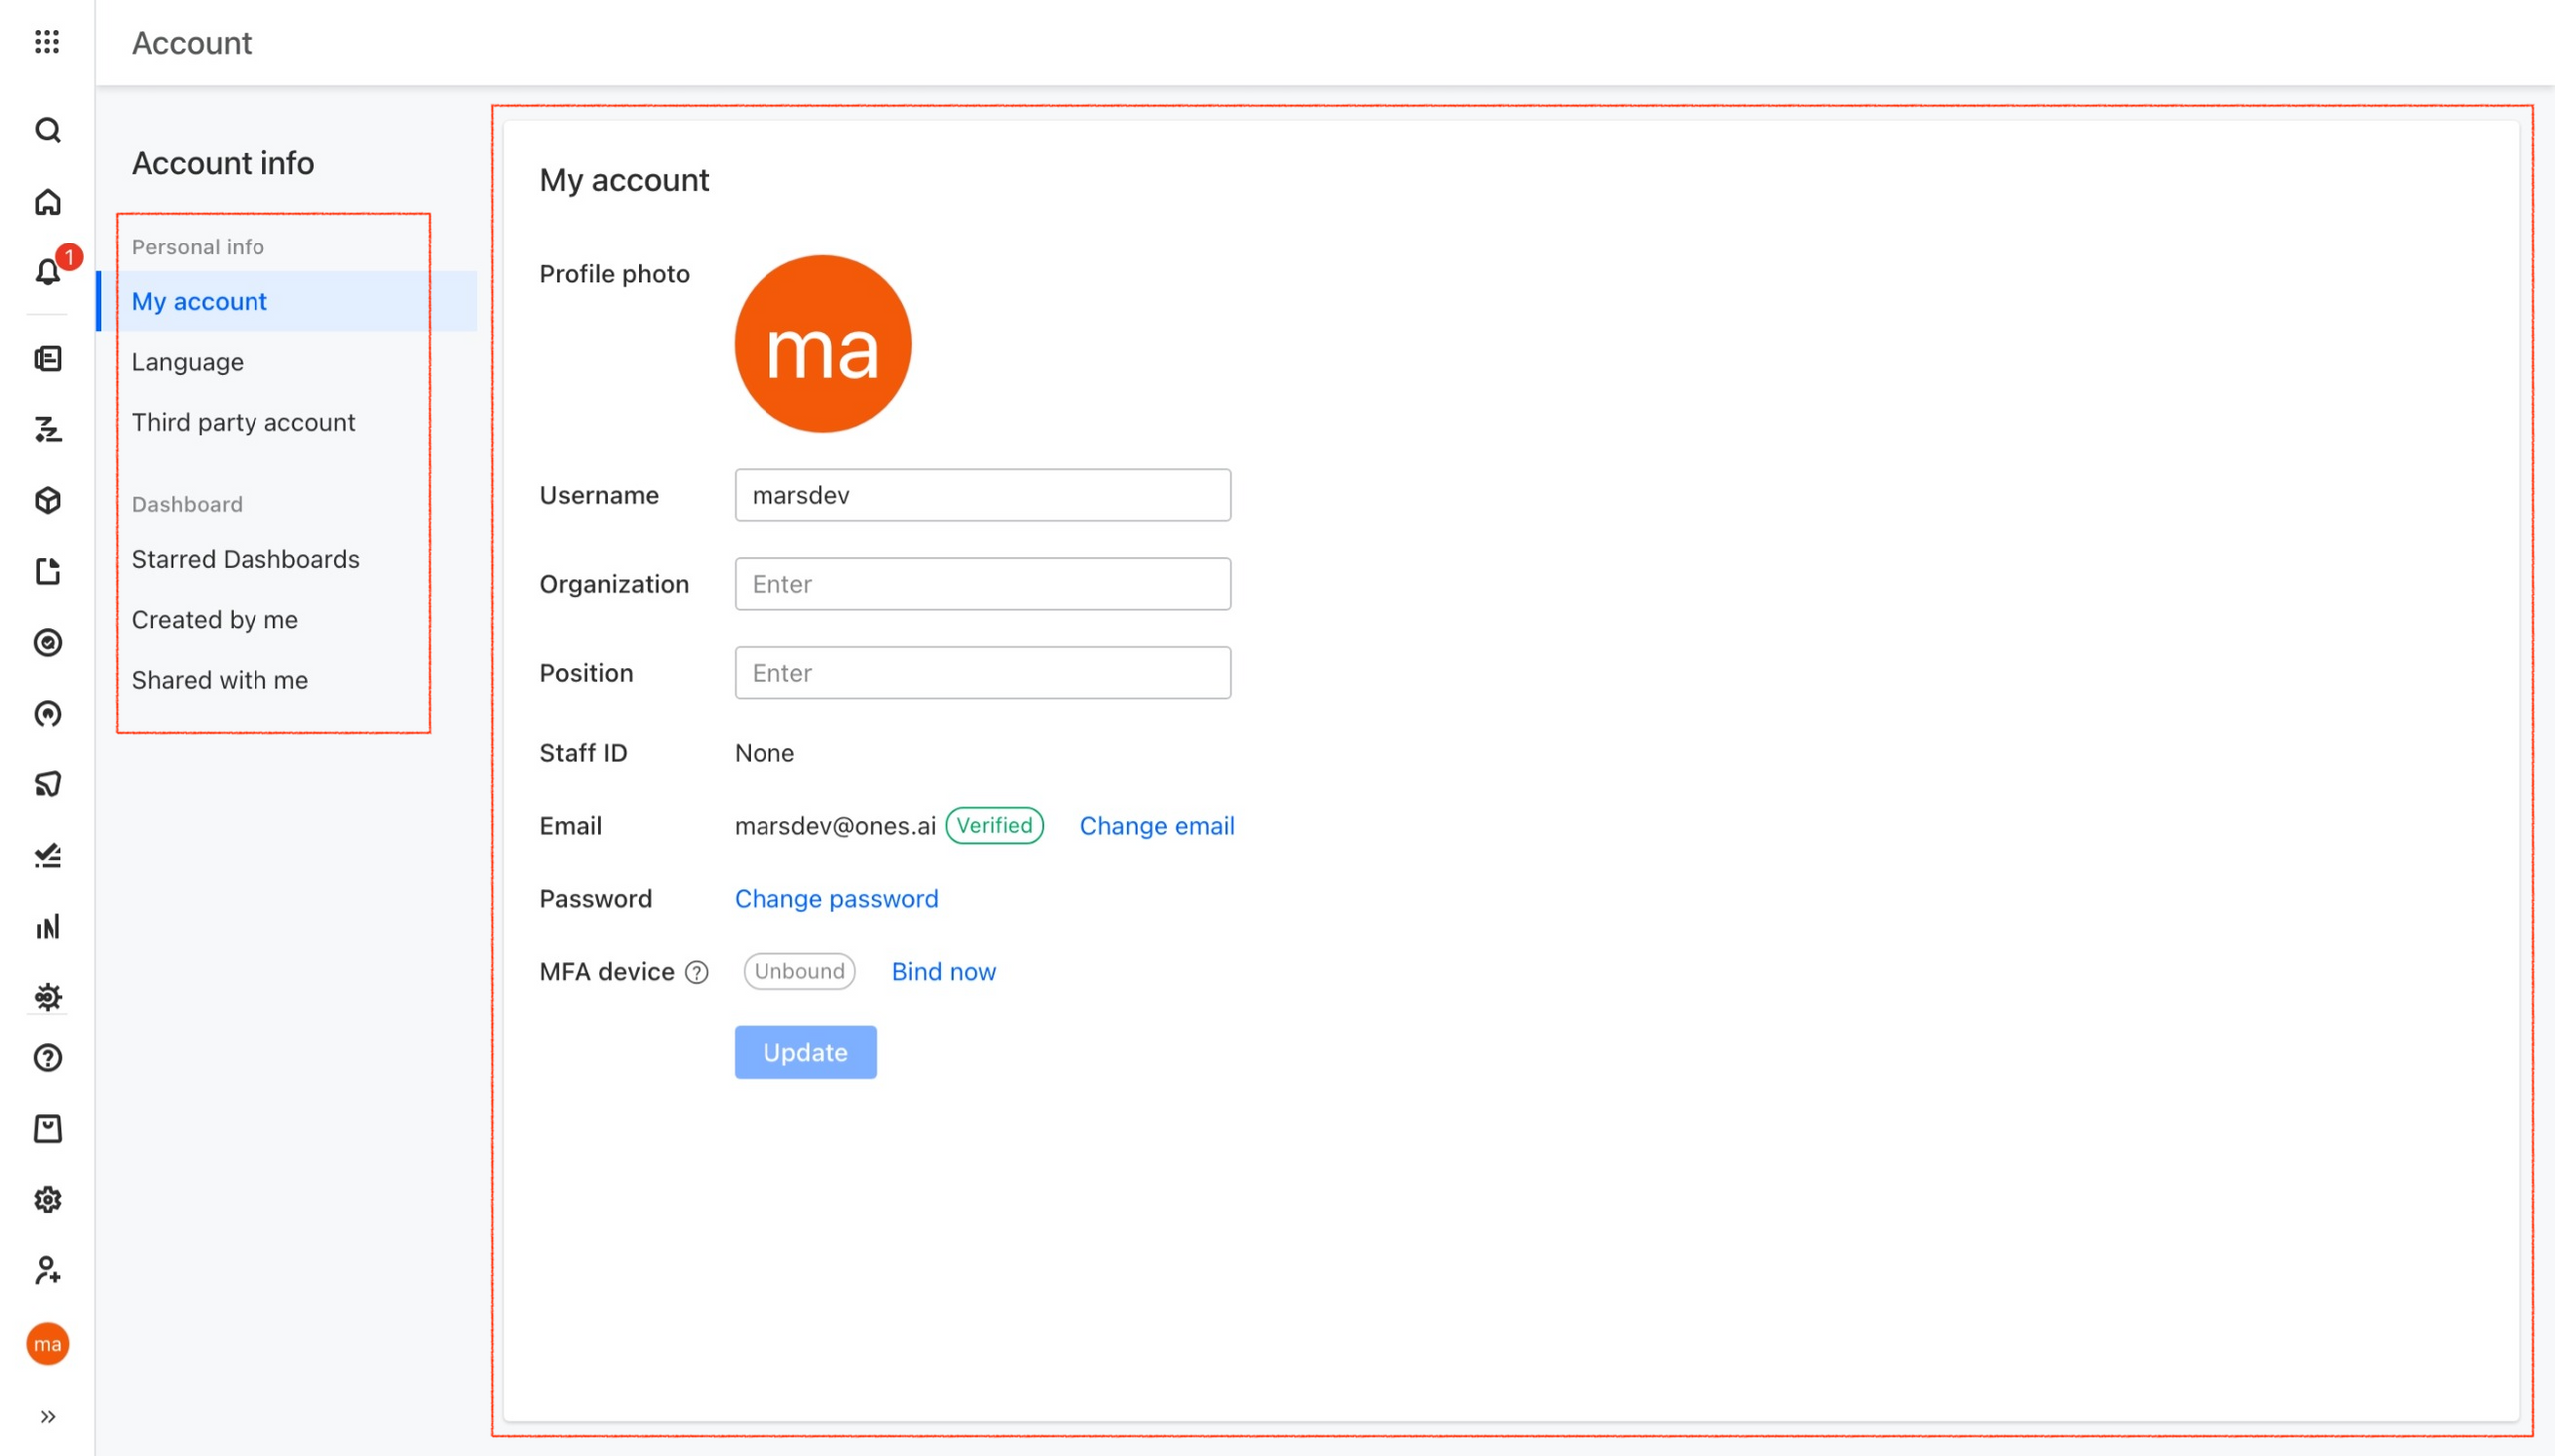 Account
1
ma
Account info
Personal info
My account
Language
Third party account
Dashboard
Starred Dashboards
Created by me
Shared with me
My account
Profile photo
ma
Username marsdev
Organization Enter
Position Enter
Staff ID None
Email marsdev@ones.ai Verified Change email
Password Change password
MFA device Unbound Bind now
Update